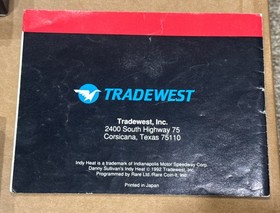 TRADEWEST
Tradewest, Inc.
2400 South Highway 75
Corsicana, Texas 75110
Indy Heat is a trademark of Indianapolis Motor Speedway Corp.
Danny Sullivan's Indy Heat © 1992 Tradewest, Inc.
Programmed by Rare Ltd./Rare Coin-It, Inc.
Printed in Japan